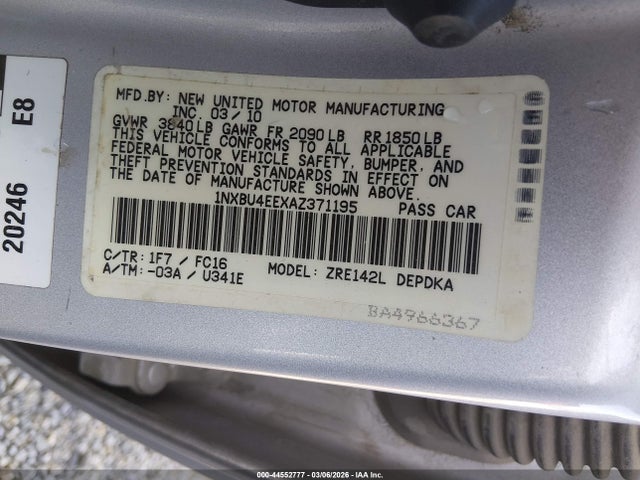 MFD.BY: NEW UNITED MOTOR MANUFACTURING
INC. 03/10
GVWR 3840LB GAWR FR 2090LB RR1850LB
THIS VEHICLE CONFORMS TO ALL APPLICABLE
FEDERAL MOTOR VEHICLE SAFETY, BUMPER, AND
THEFT PREVENTION STANDARDS IN EFFECT ON
THE DATE OF MANUFACTURE SHOWN ABOVE.
1NXBU4EEXAZ371195 PASS CAR
C/TR: 1F7 / FC16
A/TM: -03A / U341E
MODEL: ZRE142L DEPDKA
BA4966367
20246 E8
000-44552777 | 03/06/2026 | IAA Inc.